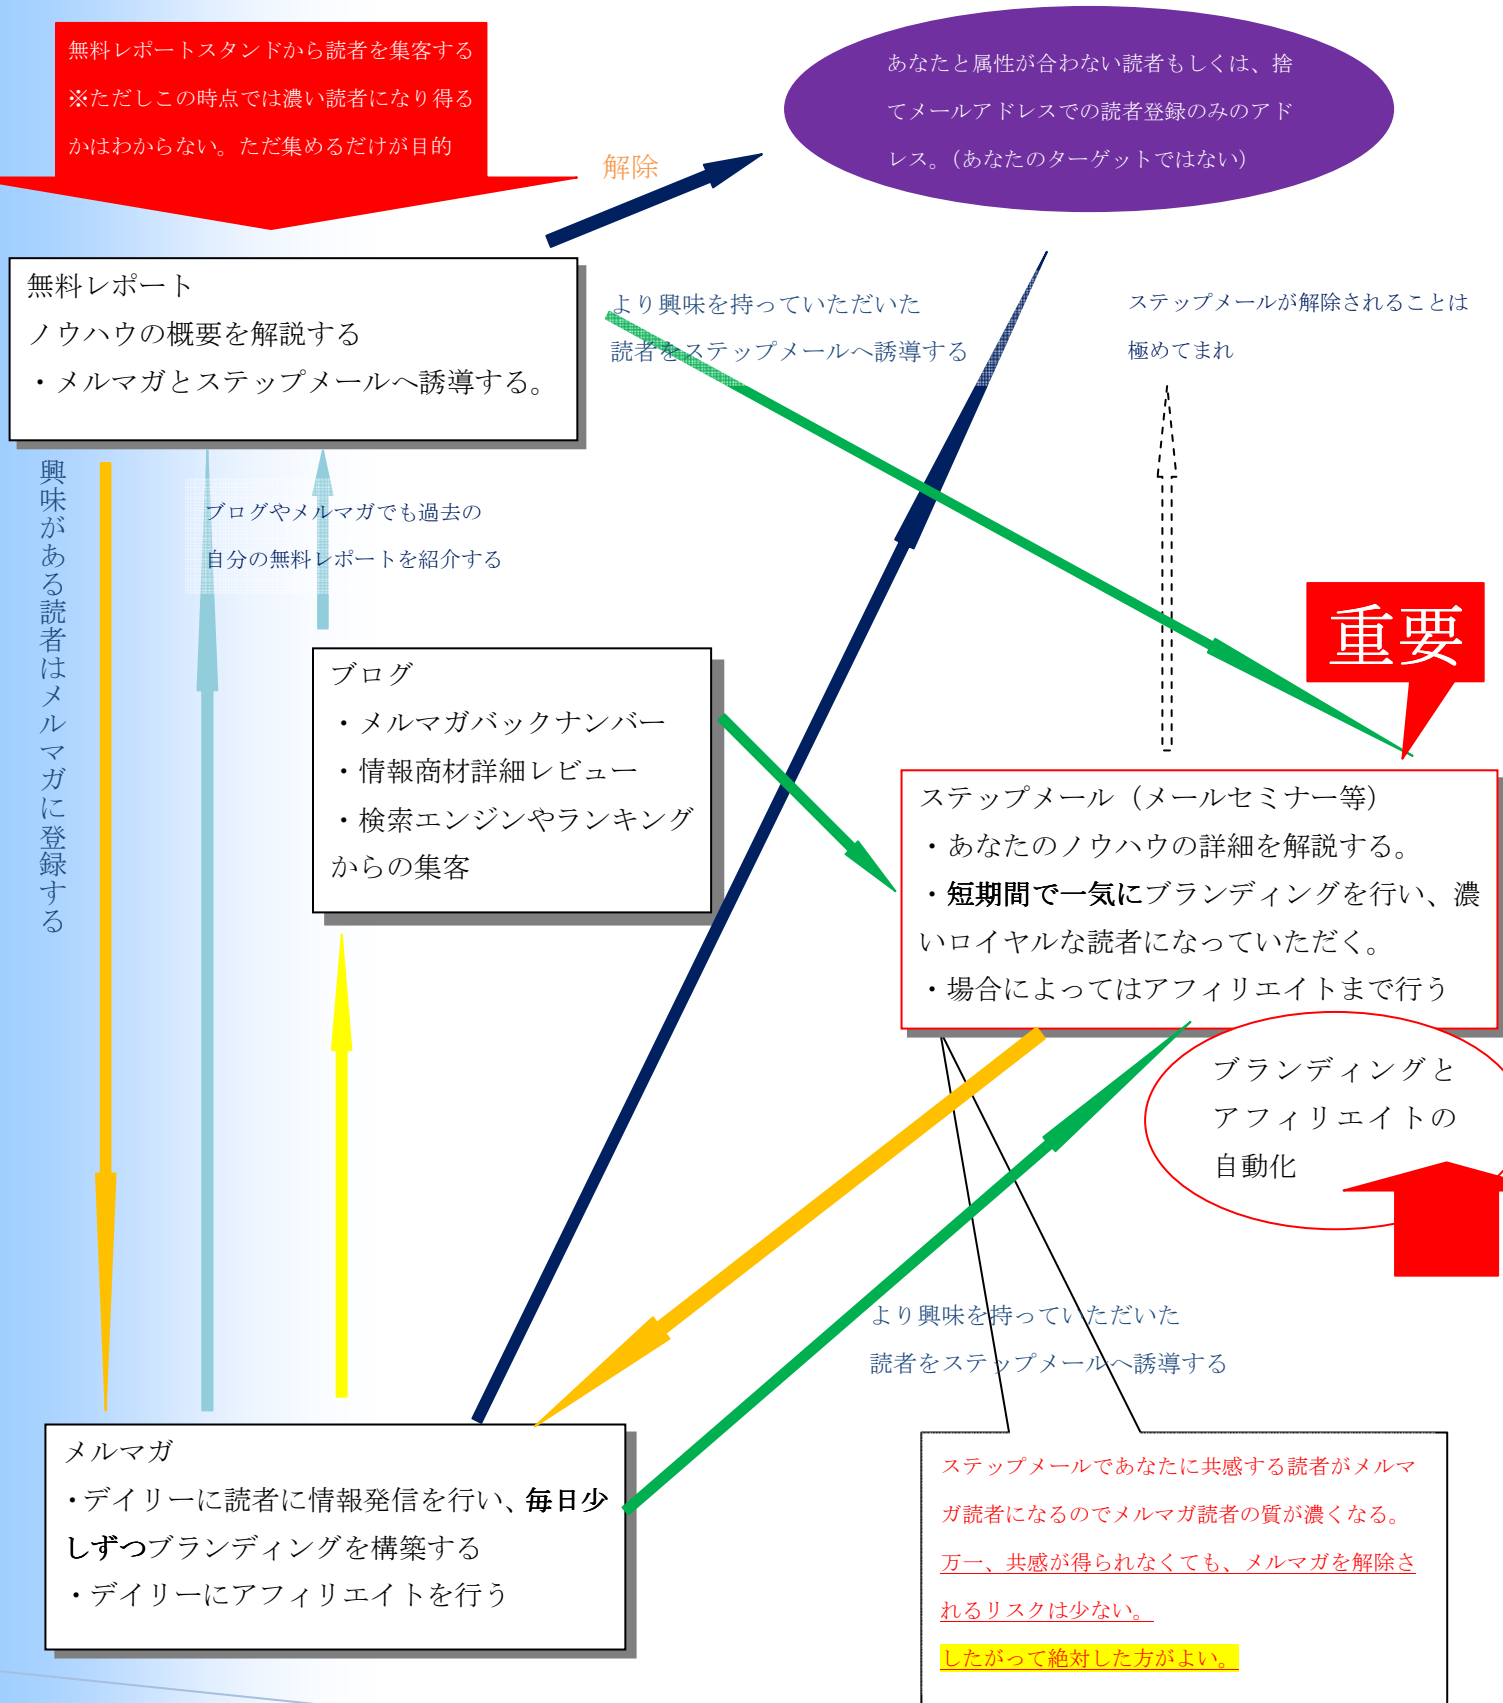 無料レポートスタンドから読者を集客する
※ただしこの時点では濃い読者になり得る
かはわからない。ただ集めるだけが目的
あなたと属性が合わない読者もしくは、捨
てメールアドレスでの読者登録のみのアド
レス。（あなたのターゲットではない）
解除
無料レポート
ノウハウの概要を解説する
・メルマガとステップメールへ誘導する。
より興味を持っていただいた
読者をステップメールへ誘導する
ステップメールが解除されることは
極めてまれ
興味がある読者はメルマガに登録する
ブログやメルマガでも過去の
自分の無料レポートを紹介する
重要
ブログ
・メルマガバックナンバー
・情報商材詳細レビュー
・検索エンジンやランキング
からの集客
ステップメール（メールセミナー等）
・あなたのノウハウの詳細を解説する。
・短期間で一気にブランディングを行い、濃
いロイヤルな読者になっていただく。
・場合によってはアフィリエイトまで行う
ブランディングと
アフィリエイトの
自動化
より興味を持っていただいた
読者をステップメールへ誘導する
メルマガ
・デイリーに読者に情報発信を行い、毎日少
しずつブランディングを構築する
・デイリーにアフィリエイトを行う
ステップメールであなたに共感する読者がメルマ
ガ読者になるのでメルマガ読者の質が濃くなる。
万一、共感が得られなくても、メルマガを解除さ
れるリスクは少ない。
したがって絶対した方がよい。